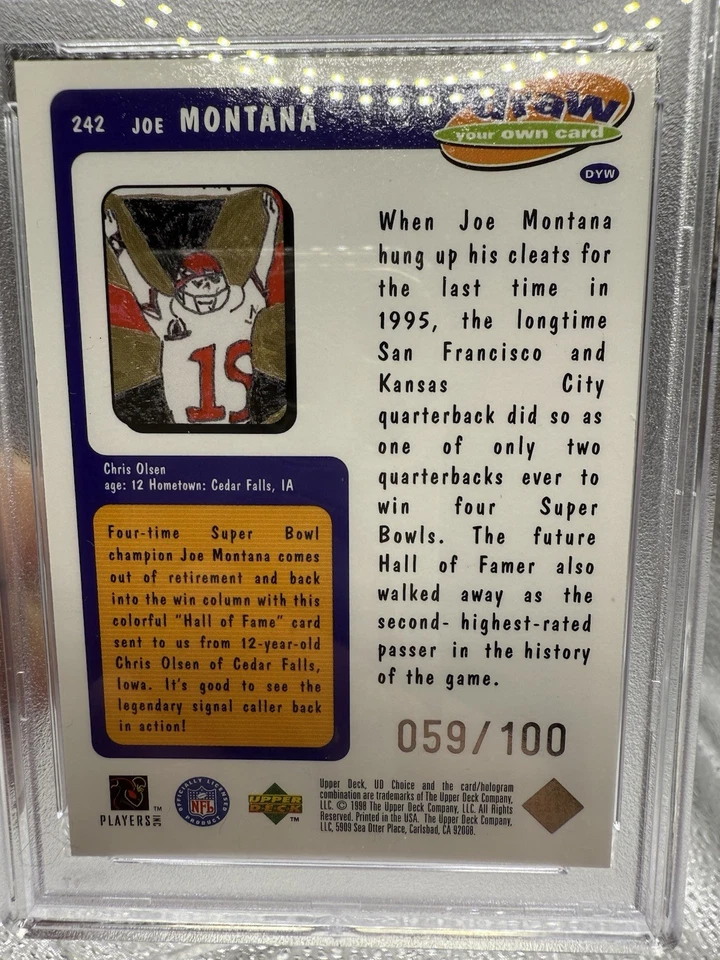 242 JOE MONTANA
draw
your own card
DYW
19
Chris Olsen
age: 12 Hometown: Cedar Falls, IA
Four-time Super Bowl
champion Joe Montana comes
out of retirement and back
into the win column with this
colorful "Hall of Fame" card
sent to us from 12-year-old
Chris Olsen of Cedar Falls,
Iowa. It's good to see the
legendary signal caller back
in action!
When Joe Montana
hung up his cleats for
the last time in
1995, the longtime
San Francisco and
Kansas City
quarterback did so as
one of only two
quarterbacks ever to
win four Super
Bowls. The future
Hall of Famer also
walked away as the
second- highest-rated
passer in the history
of the game.
059/100
PLAYERS INC ™
OFFICIALLY LICENSED
NFL
PRODUCT
UPPER
DECK ™
Upper Deck, UD Choice and the card/hologram
combination are trademarks of The Upper Deck Company,
LLC. © 1998 The Upper Deck Company, LLC. All Rights
Reserved. Printed in the USA. The Upper Deck Company,
LLC, 5909 Sea Otter Place, Carlsbad, CA 92008.